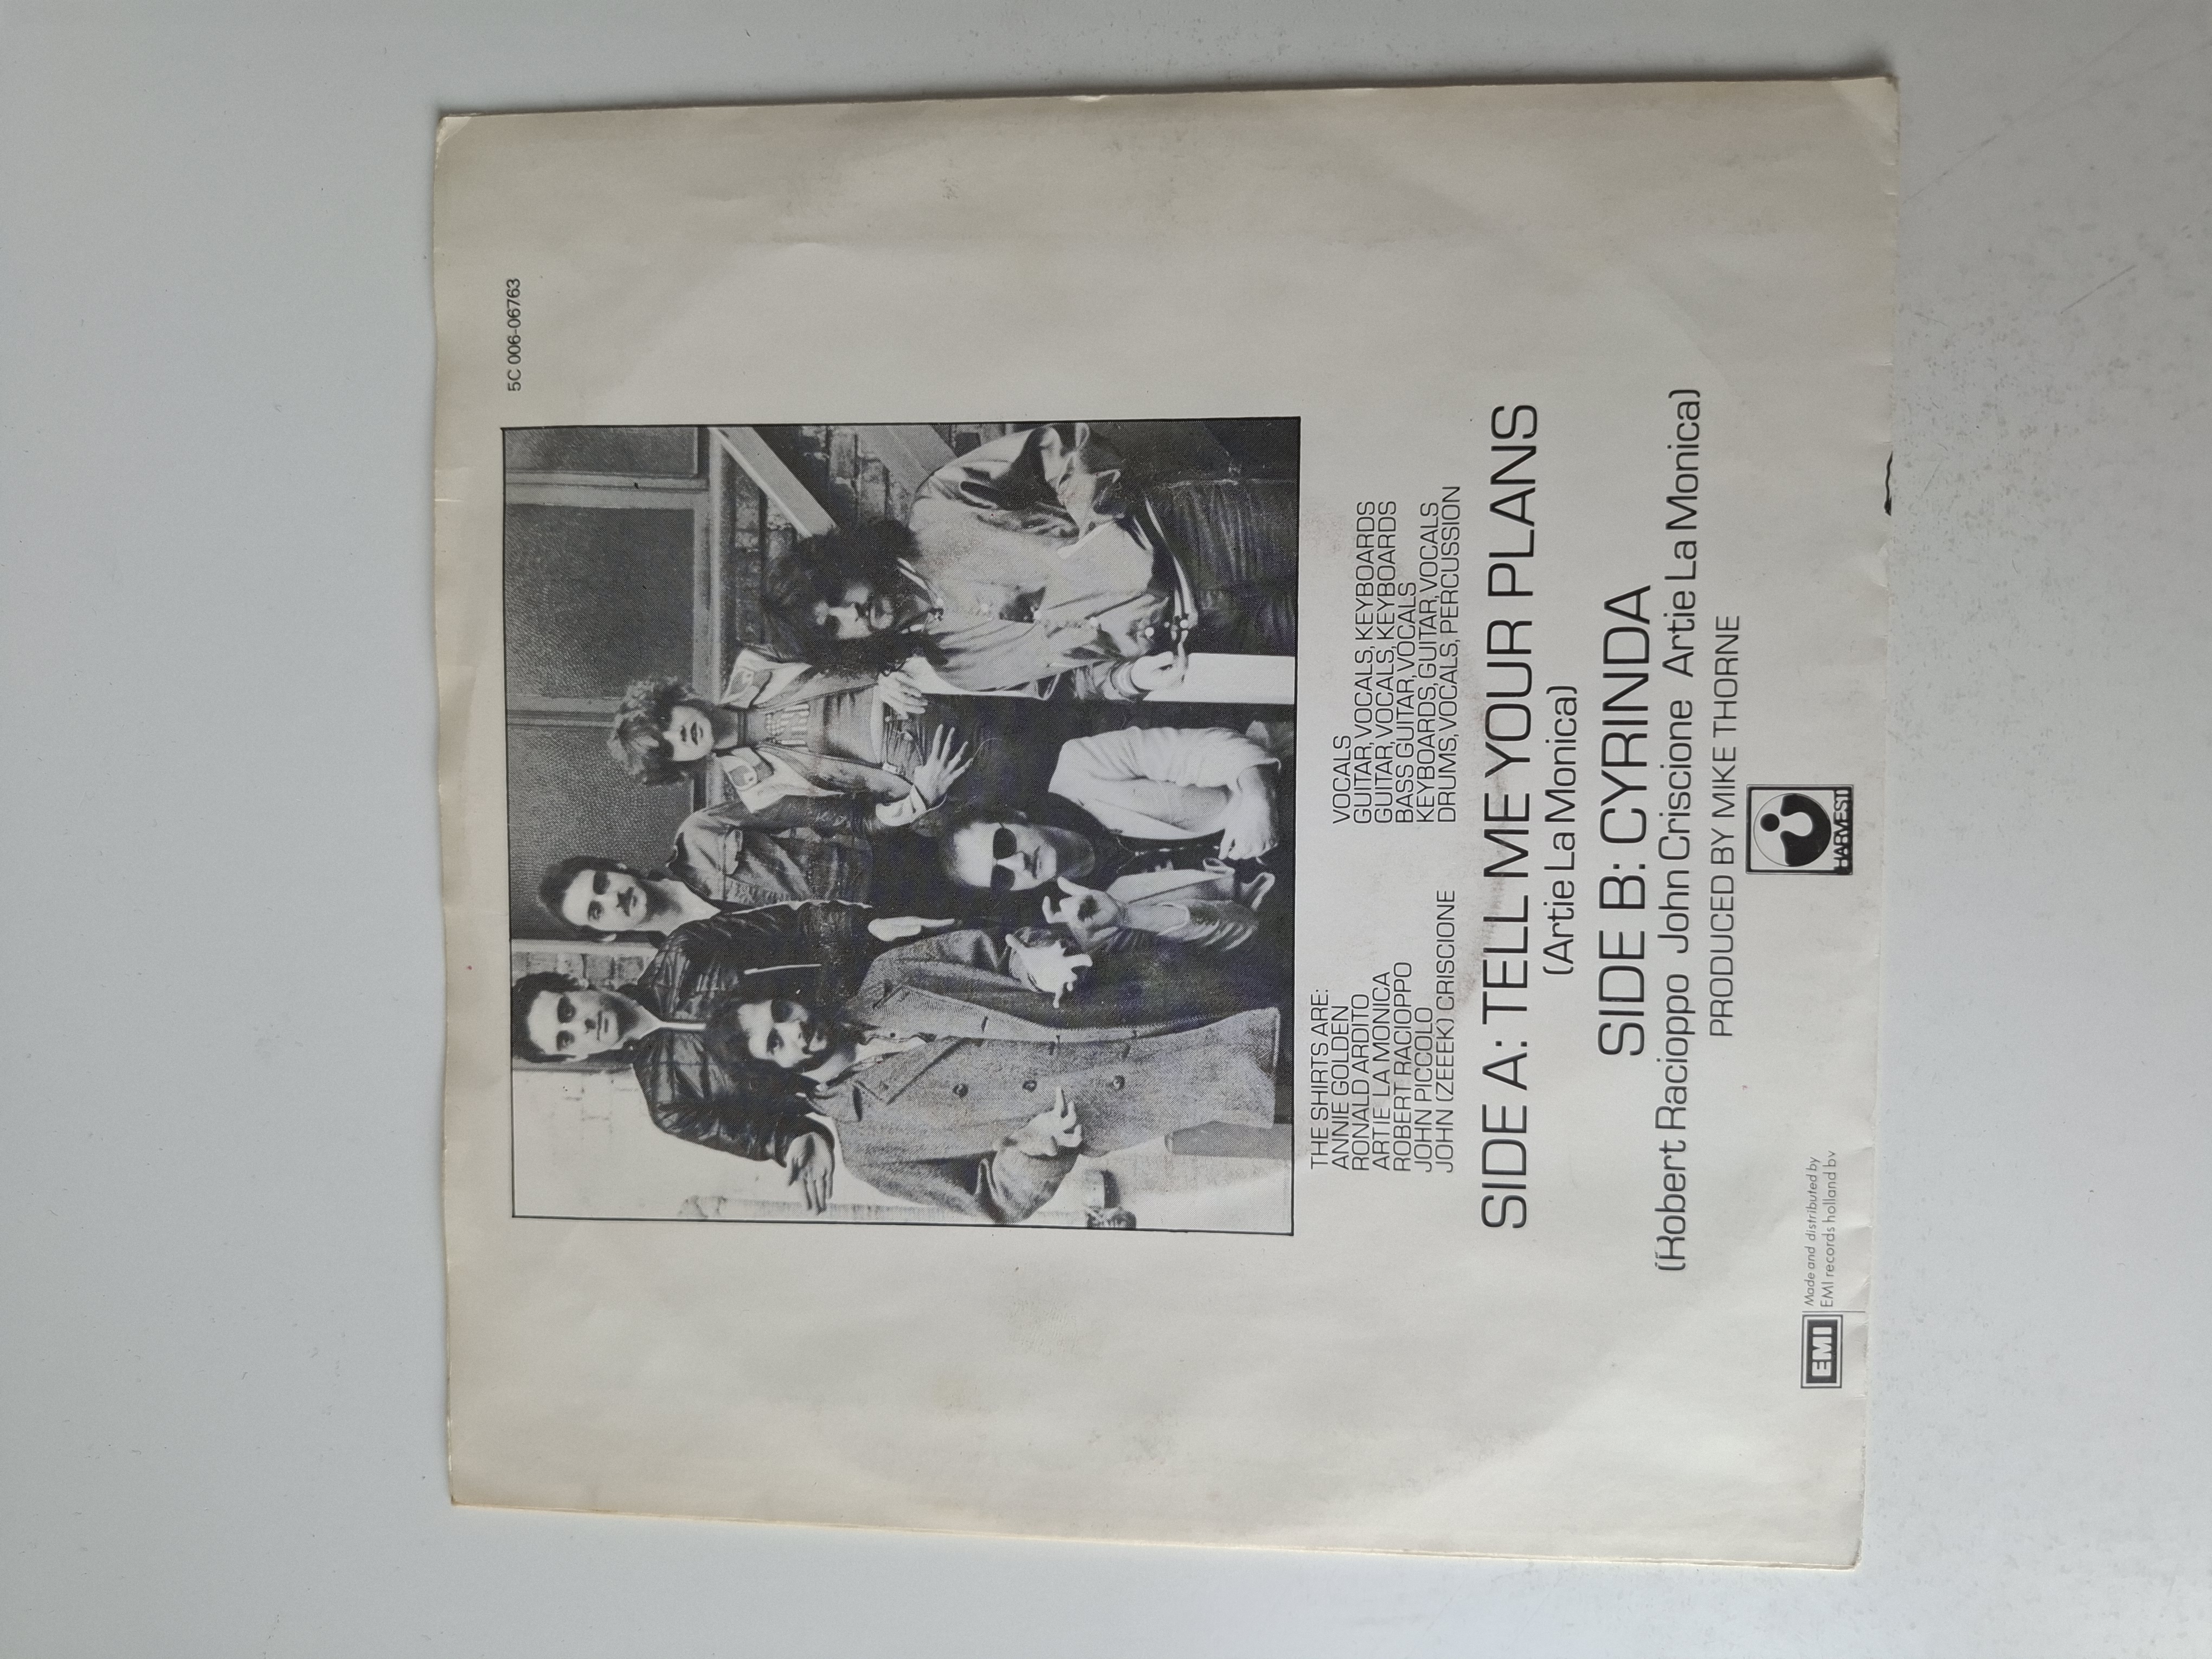 5C 006-06763
THE SHIRTS ARE:
ANNIE GOLDEN VOCALS
RONALD ARDITO GUITAR, VOCALS, KEYBOARDS
ARTIE LA MONICA GUITAR, VOCALS, KEYBOARDS
ROBERT RACIOPPO BASS GUITAR, VOCALS
JOHN PICCOLO KEYBOARDS, GUITAR, VOCALS
JOHN (ZEEEK) CRISCIONE DRUMS, VOCALS, PERCUSSION
SIDE A: TELL ME YOUR PLANS
(Artie La Monica)
SIDE B: CYRINDA
(Robert Racioppo John Criscione Artie La Monica)
PRODUCED BY MIKE THORNE
HARVEST
EMI
Made and distributed by
EMI records holland bv